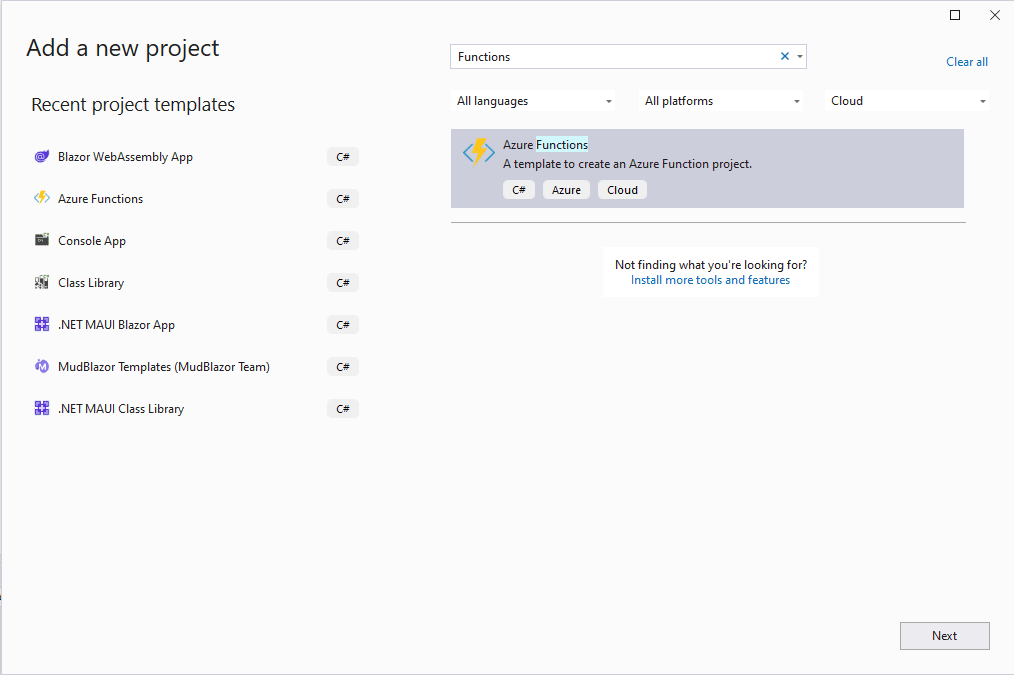 Add a new project
Recent project templates
Blazor WebAssembly App C#
Azure Functions C#
Console App C#
Class Library C#
.NET MAUI Blazor App C#
MudBlazor Templates (MudBlazor Team) C#
.NET MAUI Class Library C#
Functions
Clear all
All languages All platforms Cloud
Azure Functions
A template to create an Azure Function project.
C# Azure Cloud
Not finding what you're looking for?
Install more tools and features
Next